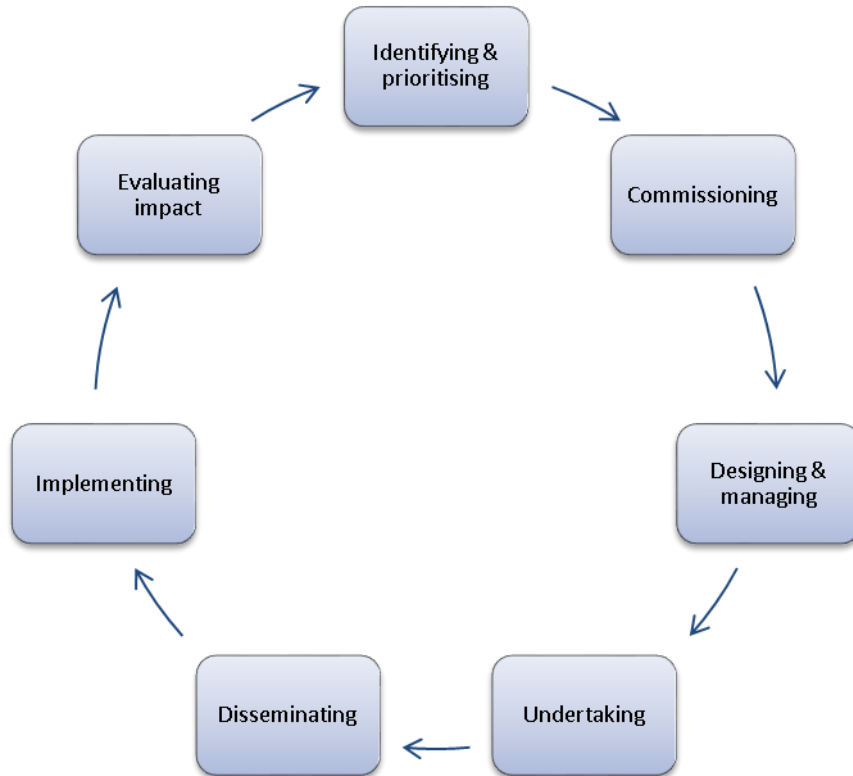 Identifying &
prioritising
Commissioning
Designing &
managing
Undertaking
Disseminating
Implementing
Evaluating
impact